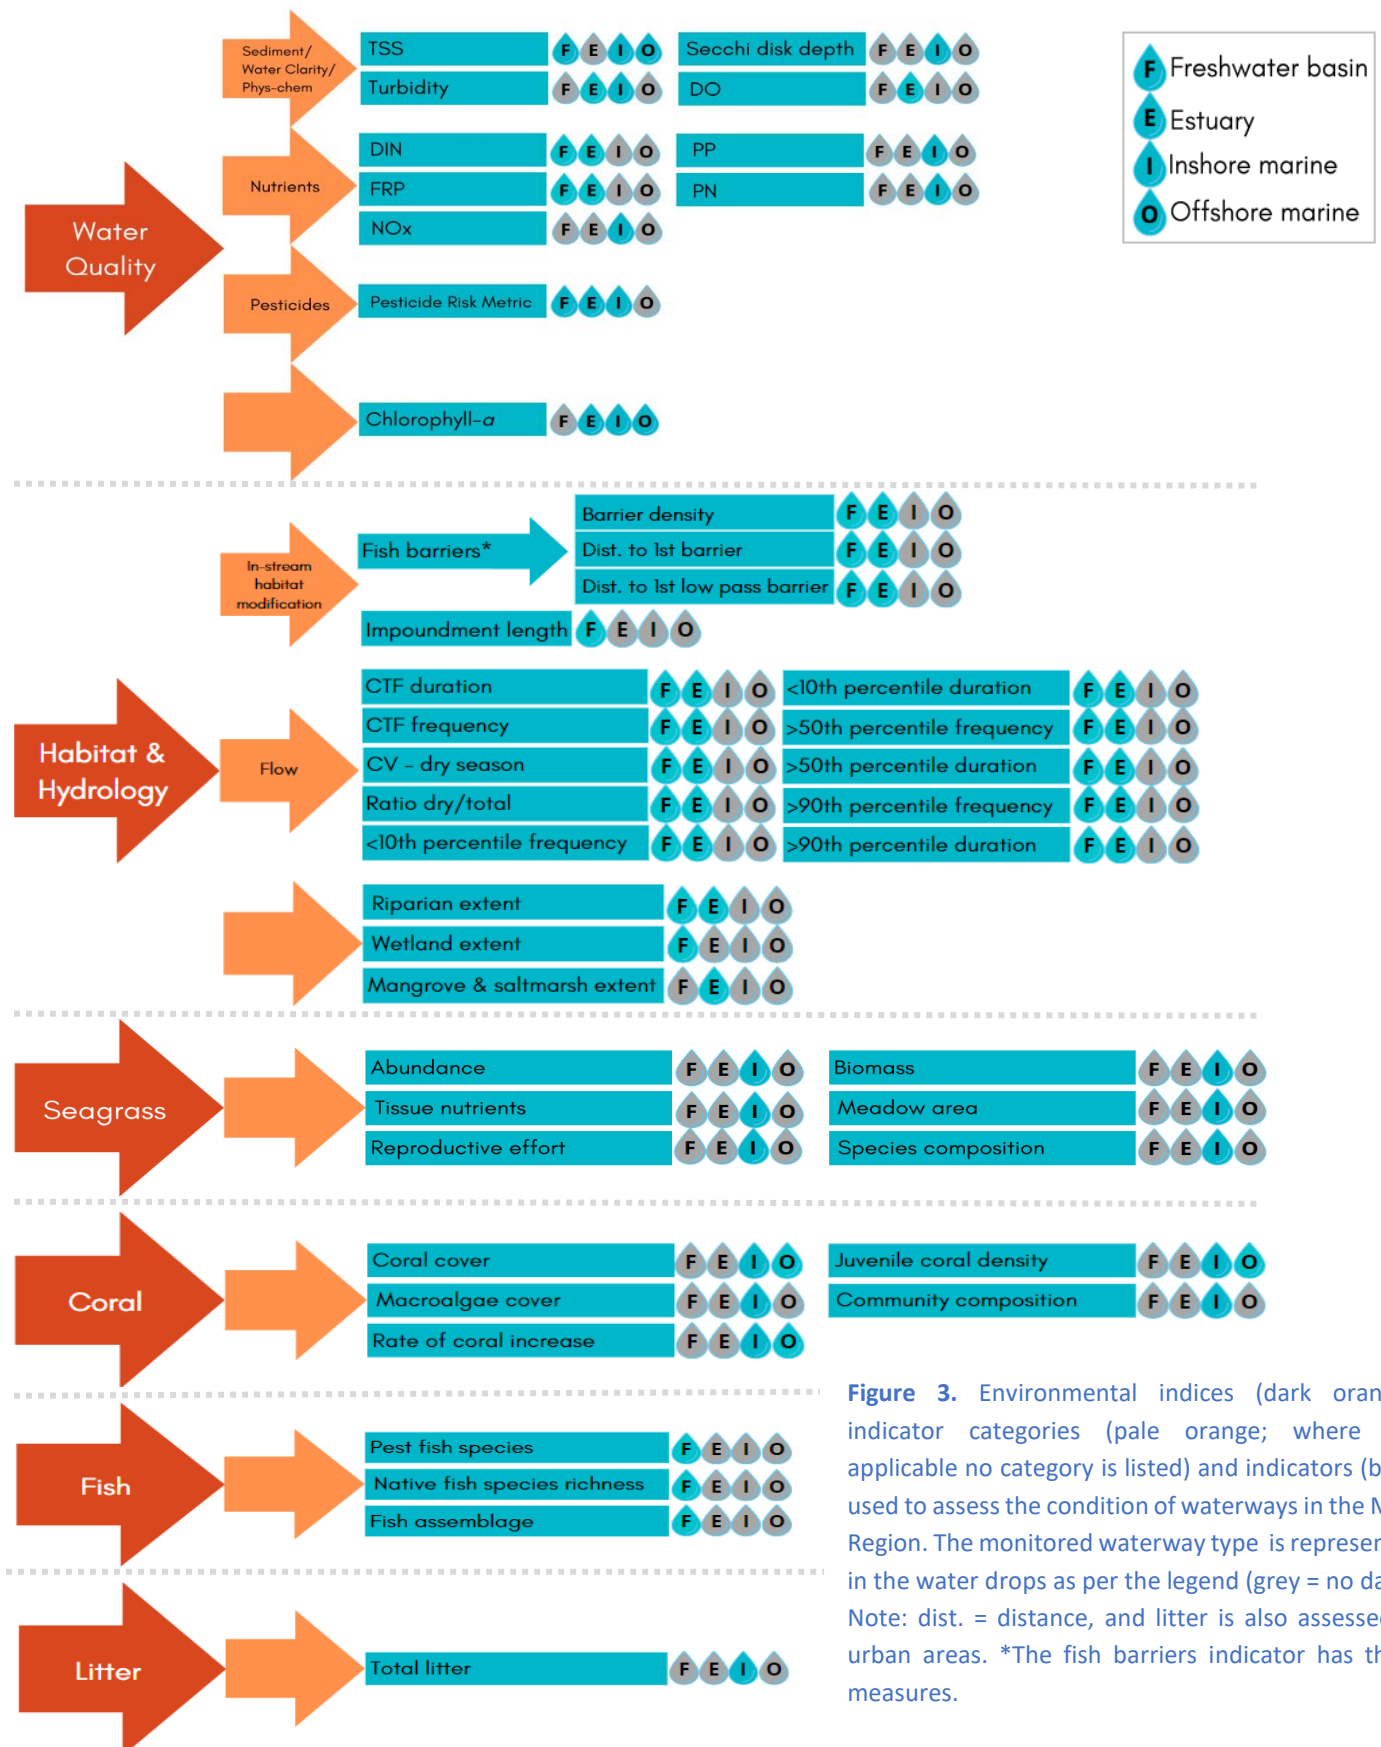 Sediment/
Water Clarity/
Phys-chem
TSS F E I O
Secchi disk depth F E I O
Turbidity F E I O
DO F E I O
F Freshwater basin
E Estuary
I Inshore marine
O Offshore marine
Water
Quality
Nutrients
DIN F E I O
PP F E I O
FRP F E I O
PN F E I O
NOx F E I O
Pesticides
Pesticide Risk Metric F E I O
Chlorophyll-a F E I O
Habitat &
Hydrology
In-stream
habitat
modification
Fish barriers*
Barrier density F E I O
Dist. to 1st barrier F E I O
Dist. to 1st low pass barrier F E I O
Impoundment length F E I O
Flow
CTF duration F E I O
<10th percentile duration F E I O
CTF frequency F E I O
>50th percentile frequency F E I O
CV - dry season F E I O
>50th percentile duration F E I O
Ratio dry/total F E I O
>90th percentile frequency F E I O
<10th percentile frequency F E I O
>90th percentile duration F E I O
Riparian extent F E I O
Wetland extent F E I O
Mangrove & saltmarsh extent F E I O
Seagrass
Abundance F E I O
Biomass F E I O
Tissue nutrients F E I O
Meadow area F E I O
Reproductive effort F E I O
Species composition F E I O
Coral
Coral cover F E I O
Juvenile coral density F E I O
Macroalgae cover F E I O
Community composition F E I O
Rate of coral increase F E I O
Fish
Pest fish species F E I O
Native fish species richness F E I O
Fish assemblage F E I O
Litter
Total litter F E I O
Figure 3. Environmental indices (dark oran
indicator categories (pale orange; where
applicable no category is listed) and indicators (b
used to assess the condition of waterways in the M
Region. The monitored waterway type is represen
in the water drops as per the legend (grey = no da
Note: dist. = distance, and litter is also assessed
urban areas. *The fish barriers indicator has th
measures.